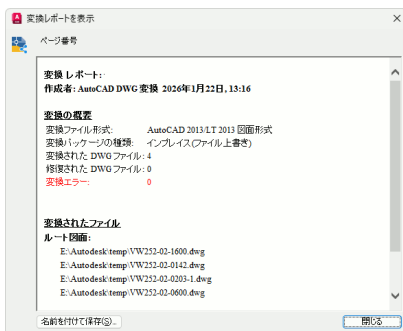 変換レポートを表示
ページ番号
変換 レポート:
作成者: AutoCAD DWG 変換 2026年1月22日, 13:16
変換の概要
変換ファイル形式: AutoCAD 2013/LT 2013 図面形式
変換パッケージの種類: インプレイス(ファイル上書き)
変換された DWG ファイル: 4
修復された DWG ファイル: 0
変換エラー: 0
変換されたファイル
ルート図面:
E:\Autodesk\temp\VW252-02-1600.dwg
E:\Autodesk\temp\VW252-02-0142.dwg
E:\Autodesk\temp\VW252-02-0203-1.dwg
E:\Autodesk\temp\VW252-02-0600.dwg
名前を付けて保存(S)...
閉じる